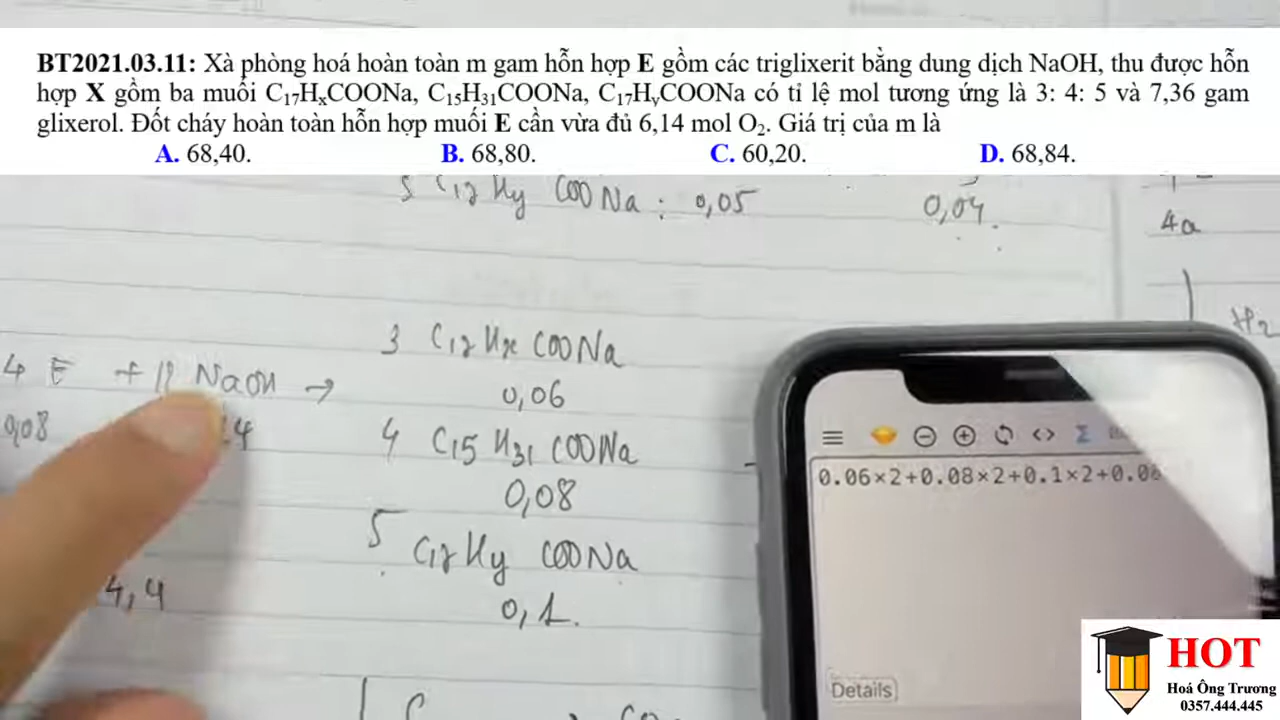 BT2021.03.11: Xà phòng hoá hoàn toàn m gam hỗn hợp E gồm các triglixerit bằng dung dịch NaOH, thu được hỗn
hợp X gồm ba muối C₁₇HₓCOONa, C₁₅H₃₁COONa, C₁₇HᵧCOONa có tỉ lệ mol tương ứng là 3: 4: 5 và 7,36 gam
glixerol. Đốt cháy hoàn toàn hỗn hợp muối E cần vừa đủ 6,14 mol O₂. Giá trị của m là
A. 68,40. B. 68,80. C. 60,20. D. 68,84.
5 C₁₇Hy COONa : 0,05
0,04.
4a
H₂
3 C₁₇Hx COONa
4 E + NaOH →
0,06
0,08
4 C₁₅H₃₁ COONa
0,08
5 C₁₇Hy COONa
0,1.
4,4
C
0.06×2+0.08×2+0.1×2+0.08
Details
HOT
Hoá Ông Trương
0357.444.445